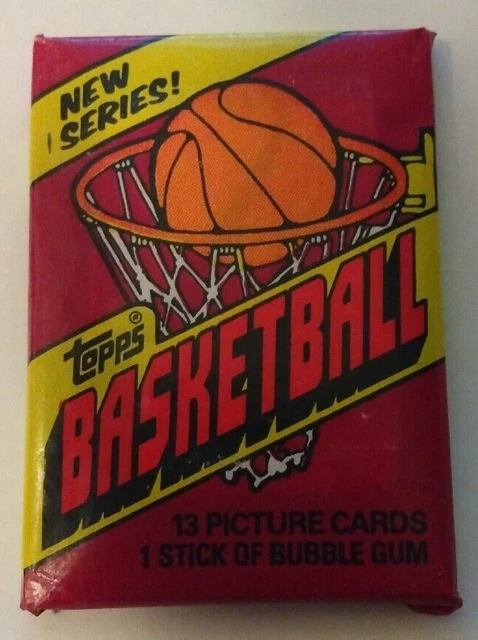 NEW
SERIES!
topps®
BASKETBALL
13 PICTURE CARDS
1 STICK OF BUBBLE GUM